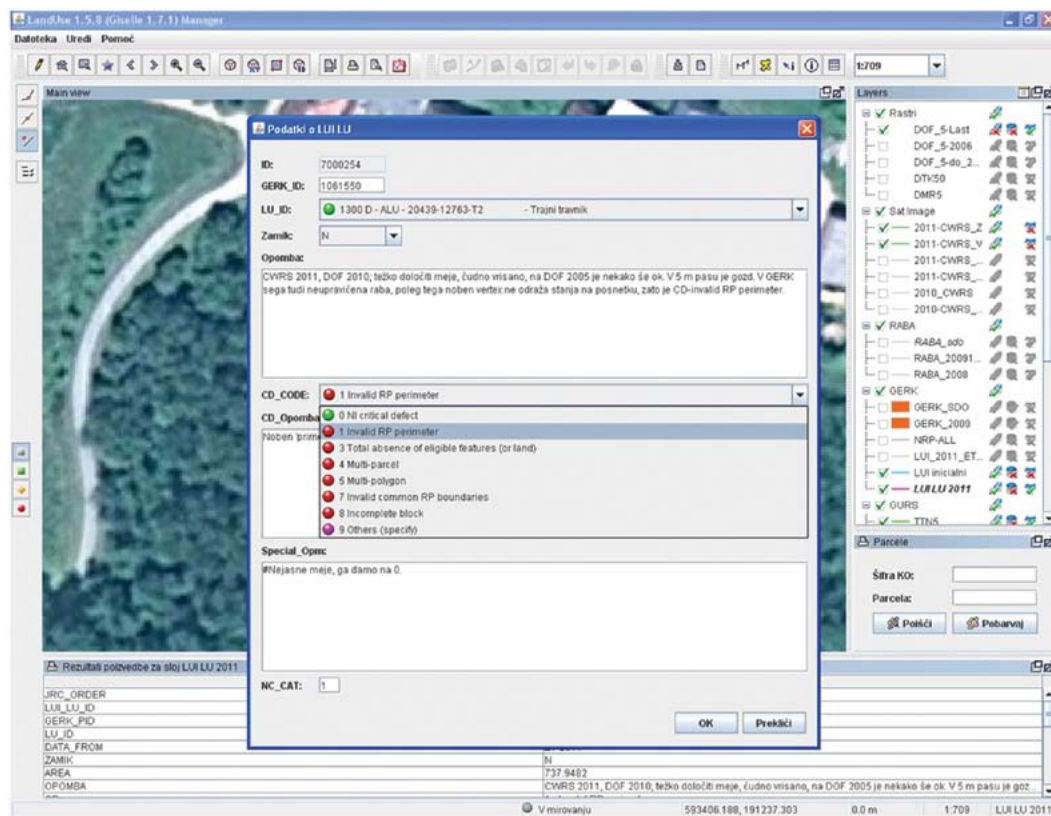 LandUse 1.5.8 (Giselle 1.7.1) Manager
Datoteka Uredi Pomoć
1:709
Main view
Layers
Rastri
DOF_5-Last
DOF_5-2006
DOF_5-do_2...
DTK50
DMR5
Sat Image
2011-CWRS_Z
2011-CWRS_V
2011-CWRS_...
2011-CWRS_...
2010_CWRS
2010-CWRS_...
RABA
RABA_ado
RABA_20091...
RABA_2008
GERK
GERK_SDO
GERK_2009
NRP-ALL
LUI_2011_ET...
LUI inicialni
LUI LU 2011
GURS
TTN5
Podatki o LUI LU
ID: 7000254
GERK_ID: 1061550
LU_ID: 1300 D - ALU - 20439-12763-T2 - Trajni travnik
Zamik: N
Opomba:
CWRS 2011, DOF 2010; težko določiti meje, čudno vrisano, na DOF 2005 je nekako še ok. V 5 m pasu je gozd. V GERK
sega tudi neupravičena raba, poleg tega noben vertex ne odraža stanja na posnetku, zato je CD-invalid RP perimeter.
CD_CODE: 1 Invalid RP perimeter
0 NI critical defect
CD_Opomba
1 Invalid RP perimeter
Noben 'prim
3 Total absence of eligible features (or land)
4 Multi-parcel
5 Multi-polygon
7 Invalid common RP boundaries
8 Incomplete block
9 Others (specify)
Special_Opm:
#Nejasne meje, ga damo na 0.
NC_CAT: 1
OK Prekliči
Parcele
Šifra KO:
Parcela:
Poišči Pobarvaj
Rezultati poizvedbe za sloj LUI LU 2011
JRC_ORDER
LUI_LU_ID
GERK_PID
LU_ID
DATA_FROM
ZAMIK N
AREA 737.9482
OPOMBA CWRS 2011, DOF 2010; težko določiti meje, čudno vrisano, na DOF 2005 je nekako še ok. V 5 m pasu je goz...
V mirovanju 593406.188, 191237.303 0.0 m 1:709 LUI LU 2011